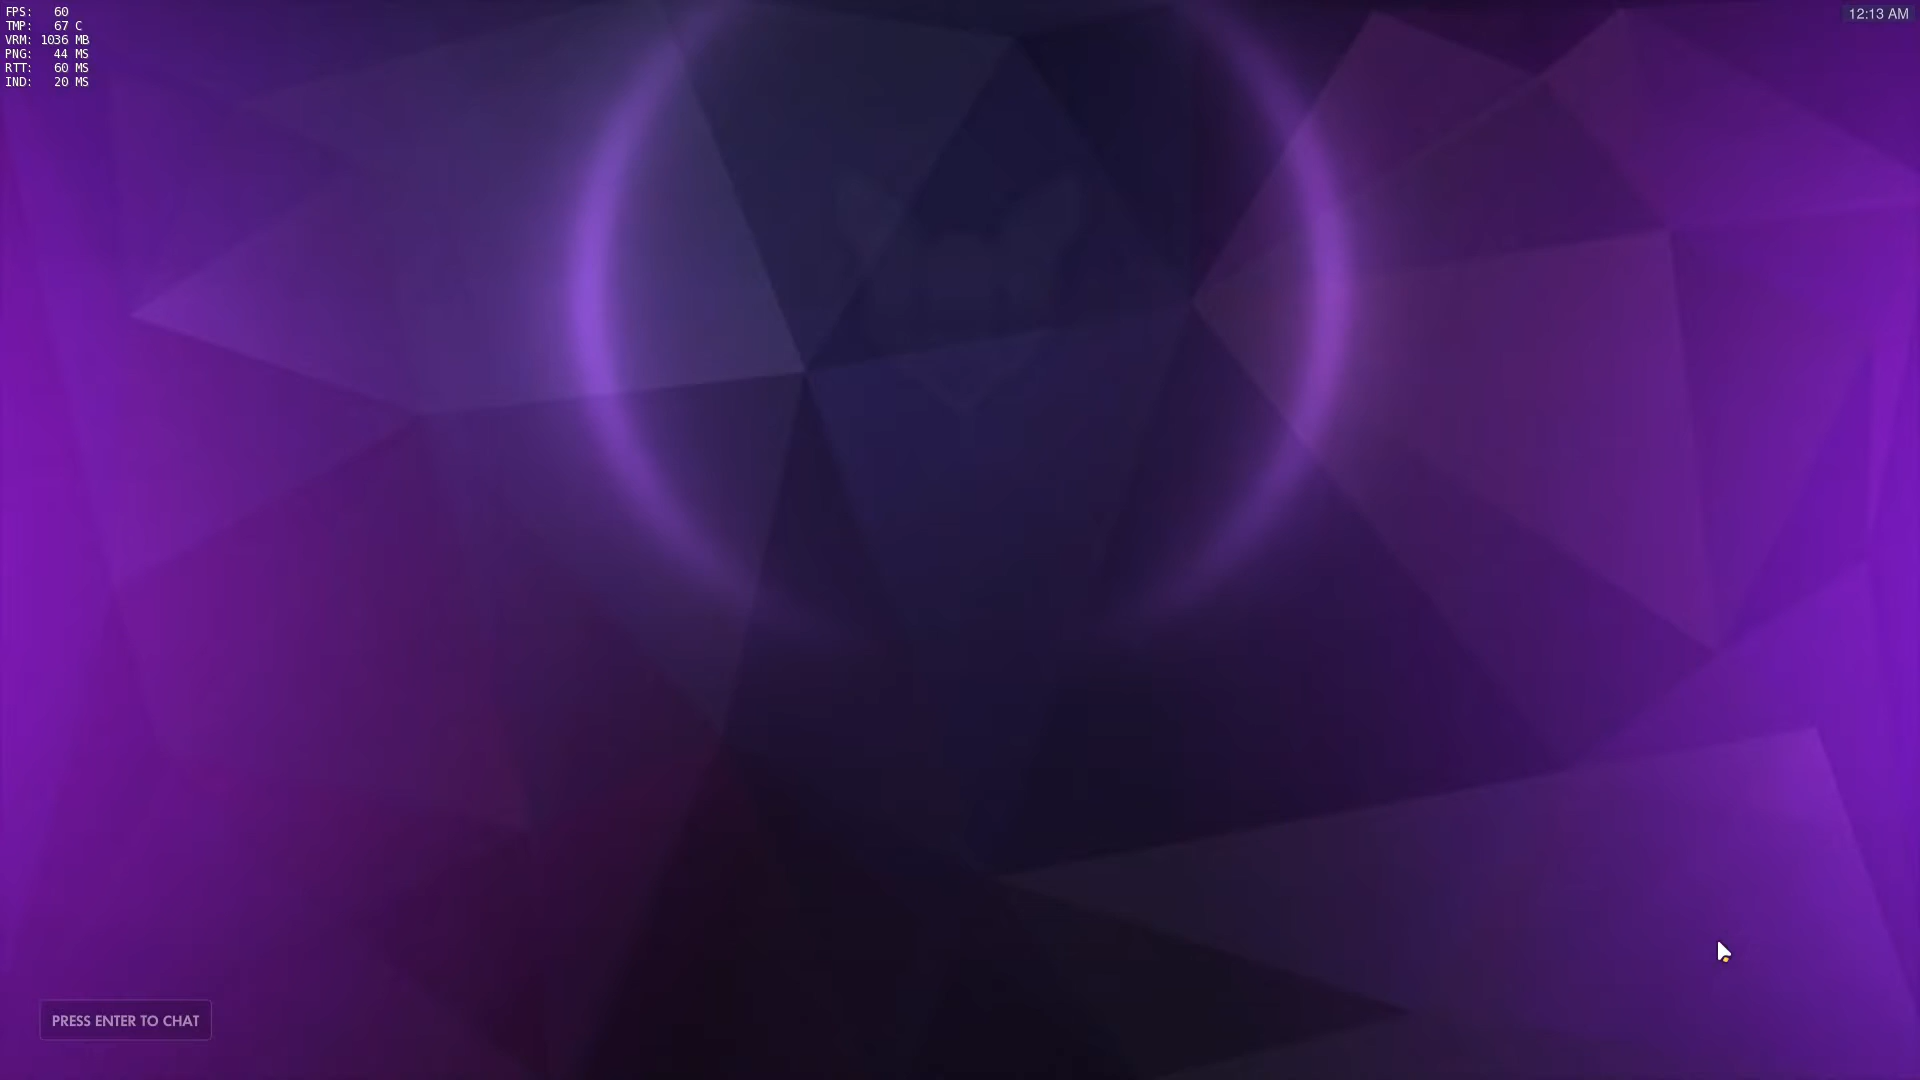 FPS: 60
TMP: 67 C
VRM: 1036 MB
PNG: 44 MS
RTT: 60 MS
IND: 20 MS
12:13 AM
PRESS ENTER TO CHAT